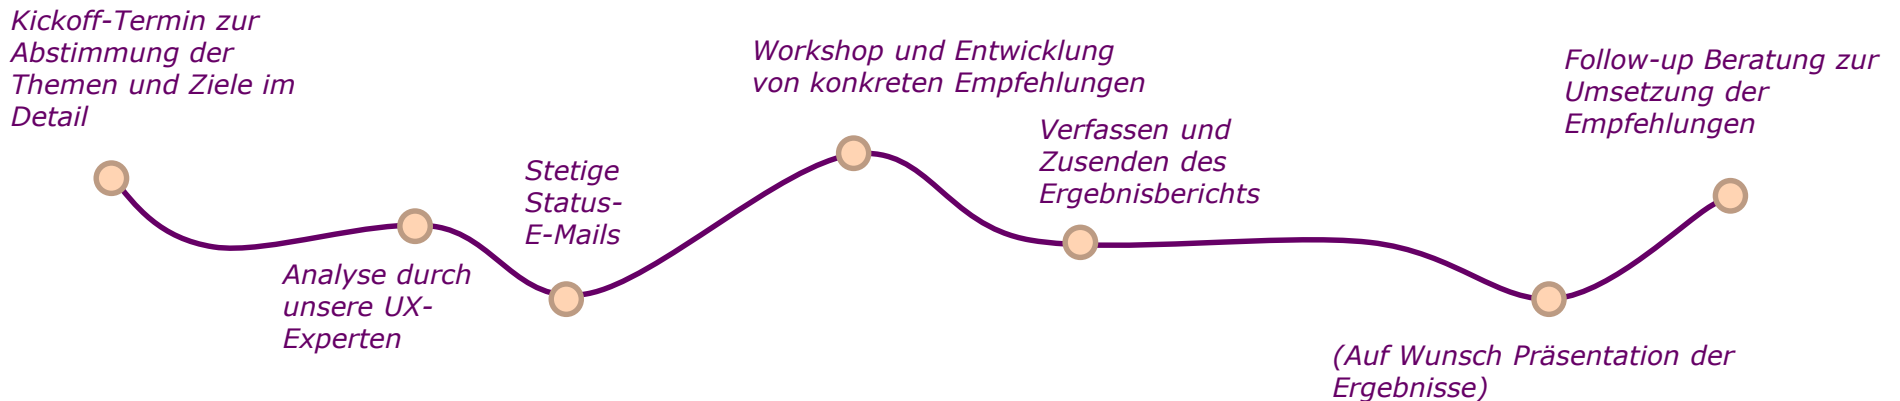 Kickoff-Termin zur
Abstimmung der
Themen und Ziele im
Detail
Analyse durch
unsere UX-
Experten
Stetige
Status-
E-Mails
Workshop und Entwicklung
von konkreten Empfehlungen
Verfassen und
Zusenden des
Ergebnisberichts
(Auf Wunsch Präsentation der
Ergebnisse)
Follow-up Beratung zur
Umsetzung der
Empfehlungen